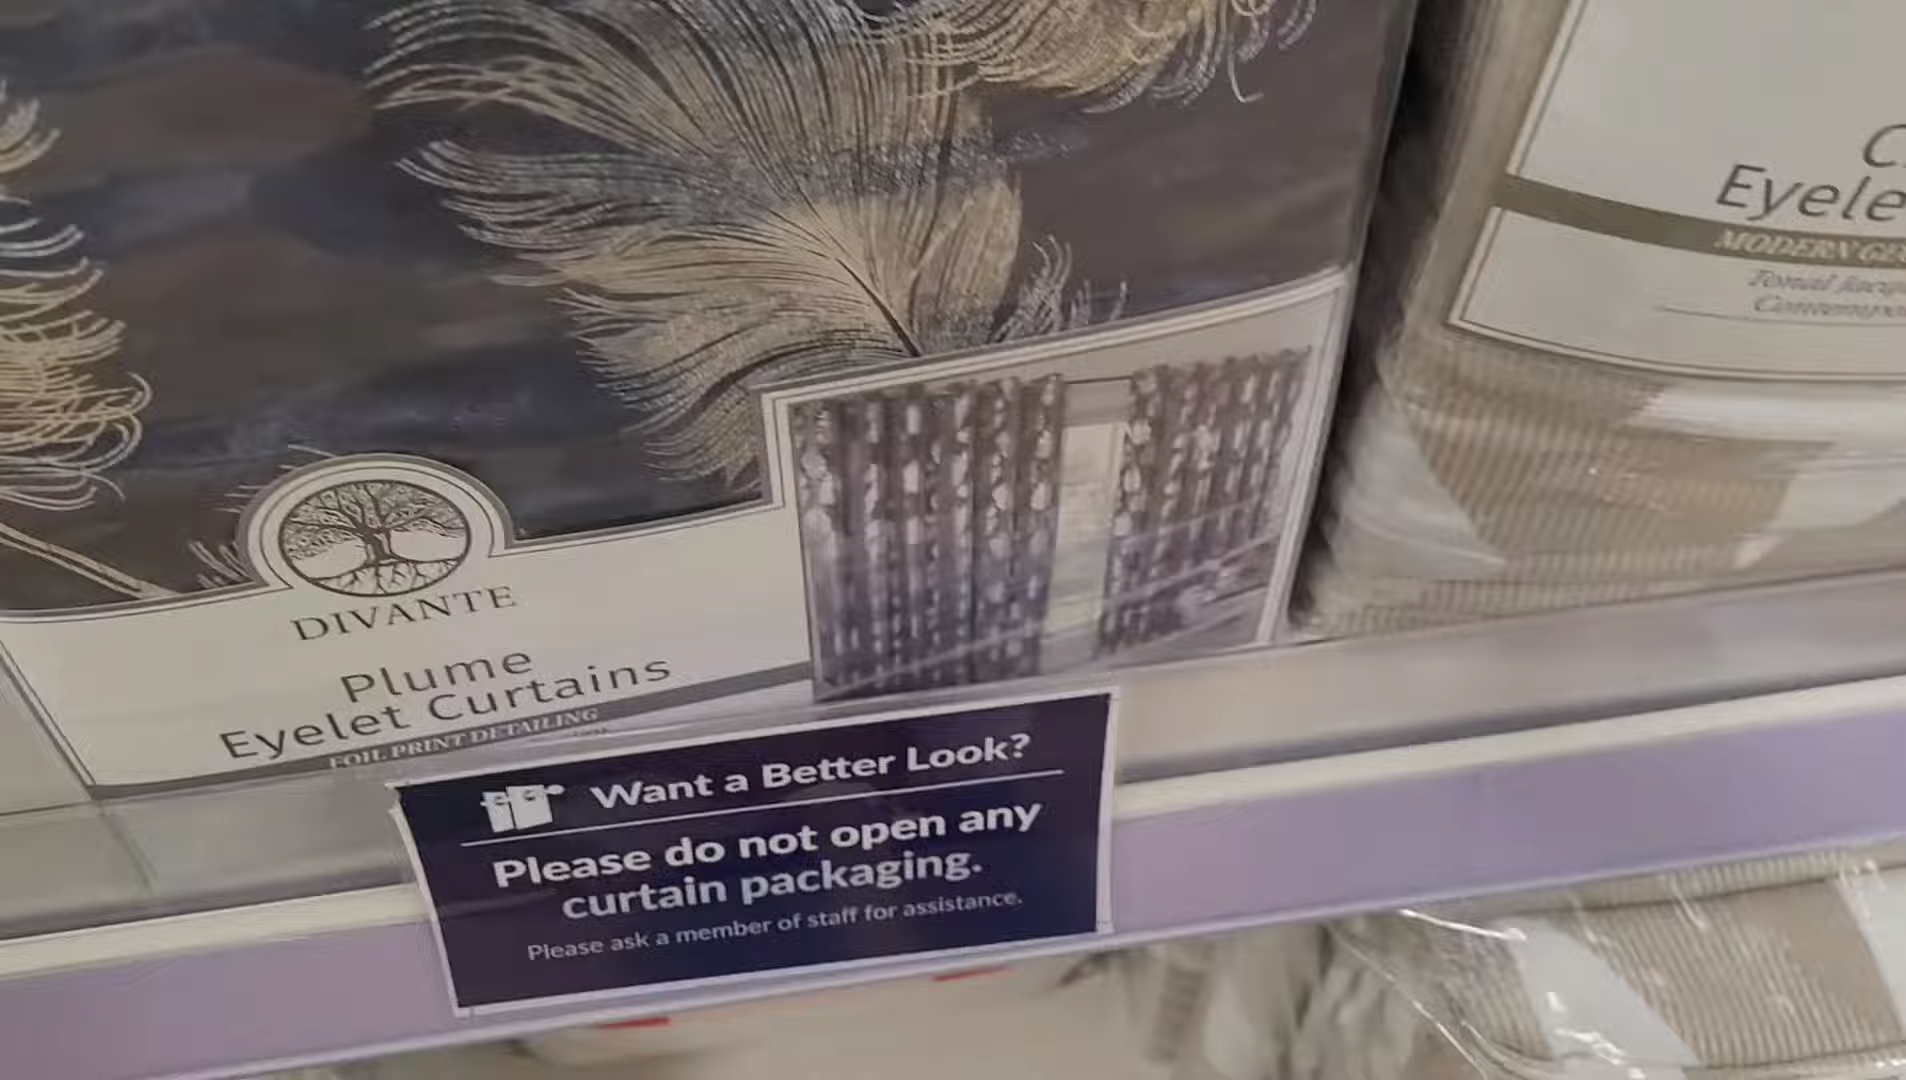 DIVANTE
Plume
Eyelet Curtains
FOIL PRINT DETAILING
Want a Better Look?
Please do not open any
curtain packaging.
Please ask a member of staff for assistance.
Eyele
MODERN
Tonal